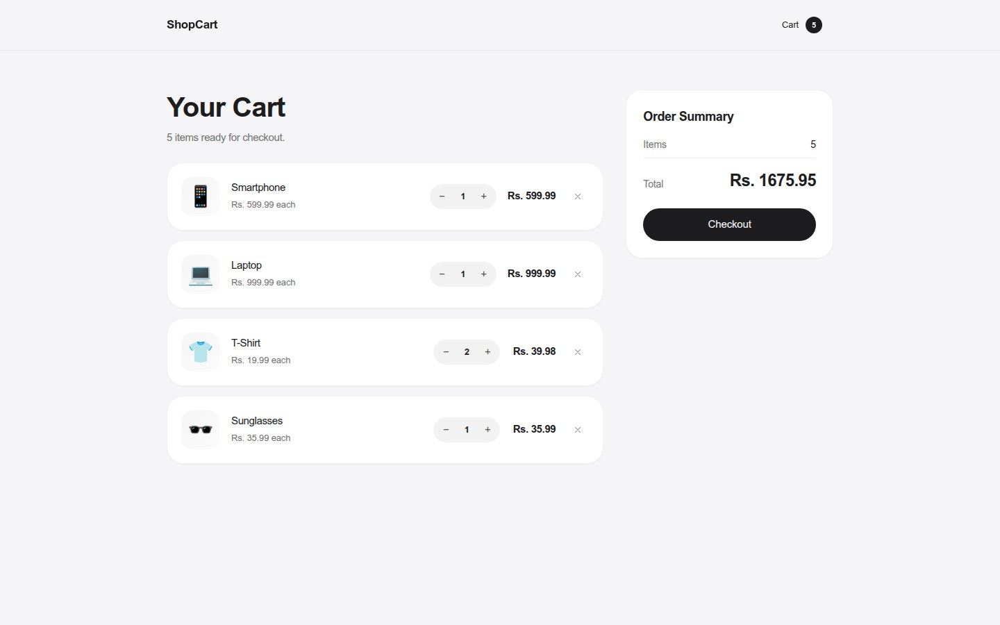 ShopCart
Cart 5
Your Cart
5 items ready for checkout.
Smartphone
Rs. 599.99 each
− 1 + Rs. 599.99 ×
Laptop
Rs. 999.99 each
− 1 + Rs. 999.99 ×
T-Shirt
Rs. 19.99 each
− 2 + Rs. 39.98 ×
Sunglasses
Rs. 35.99 each
− 1 + Rs. 35.99 ×
Order Summary
Items 5
Total Rs. 1675.95
Checkout